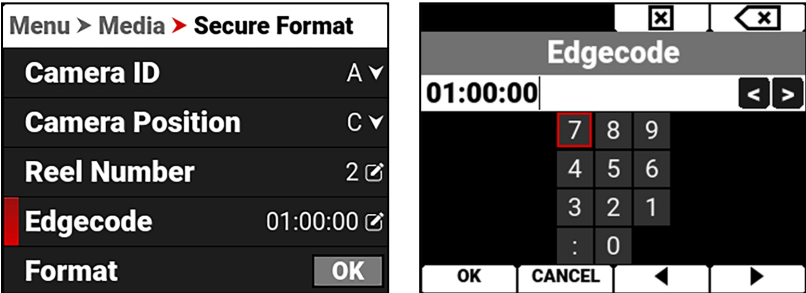 Menu > Media > Secure Format
Camera ID A
Camera Position C
Reel Number 2
Edgecode 01:00:00
Format OK
Edgecode
01:00:00 < >
7 8 9
4 5 6
3 2 1
: 0
OK CANCEL